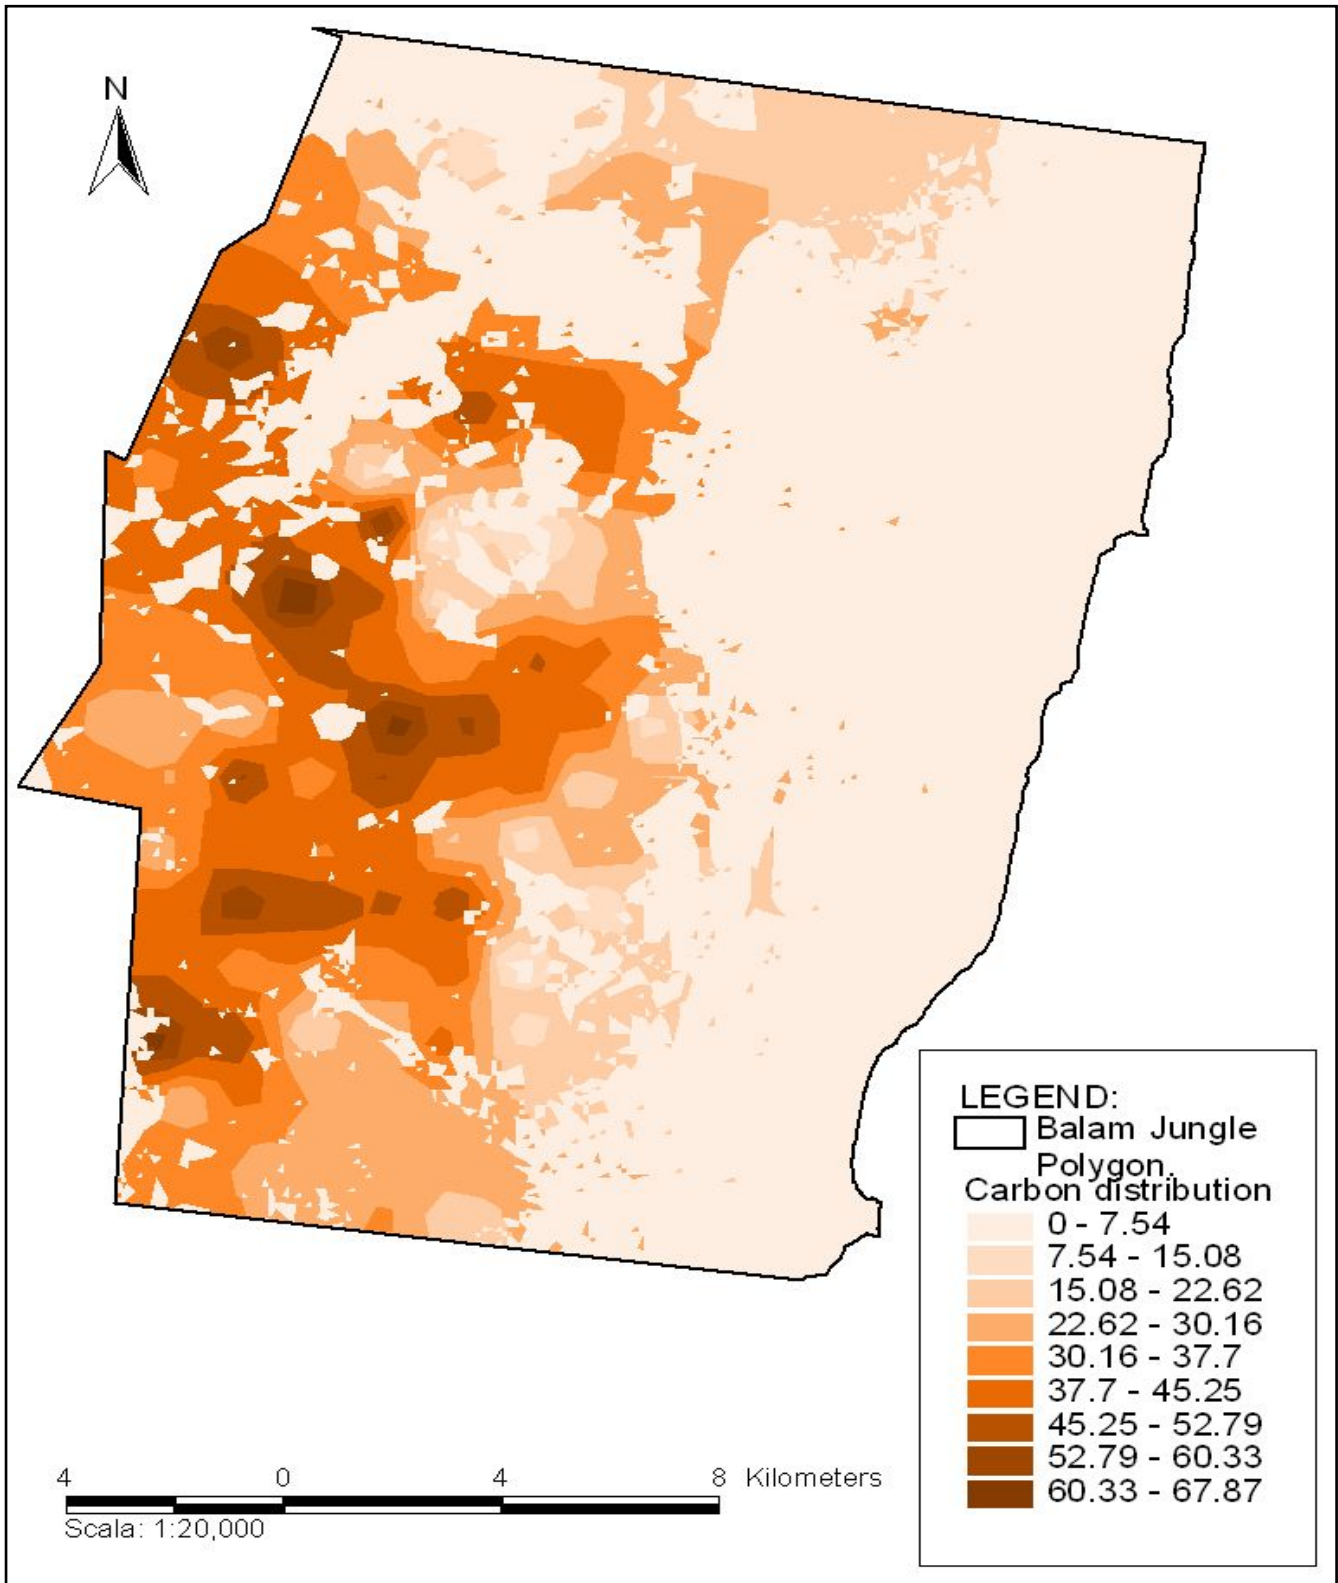 N
LEGEND:
Balam Jungle
Polygon.
Carbon distribution
0 - 7.54
7.54 - 15.08
15.08 - 22.62
22.62 - 30.16
30.16 - 37.7
37.7 - 45.25
45.25 - 52.79
52.79 - 60.33
60.33 - 67.87
4 0 4 8 Kilometers
Scala: 1:20,000